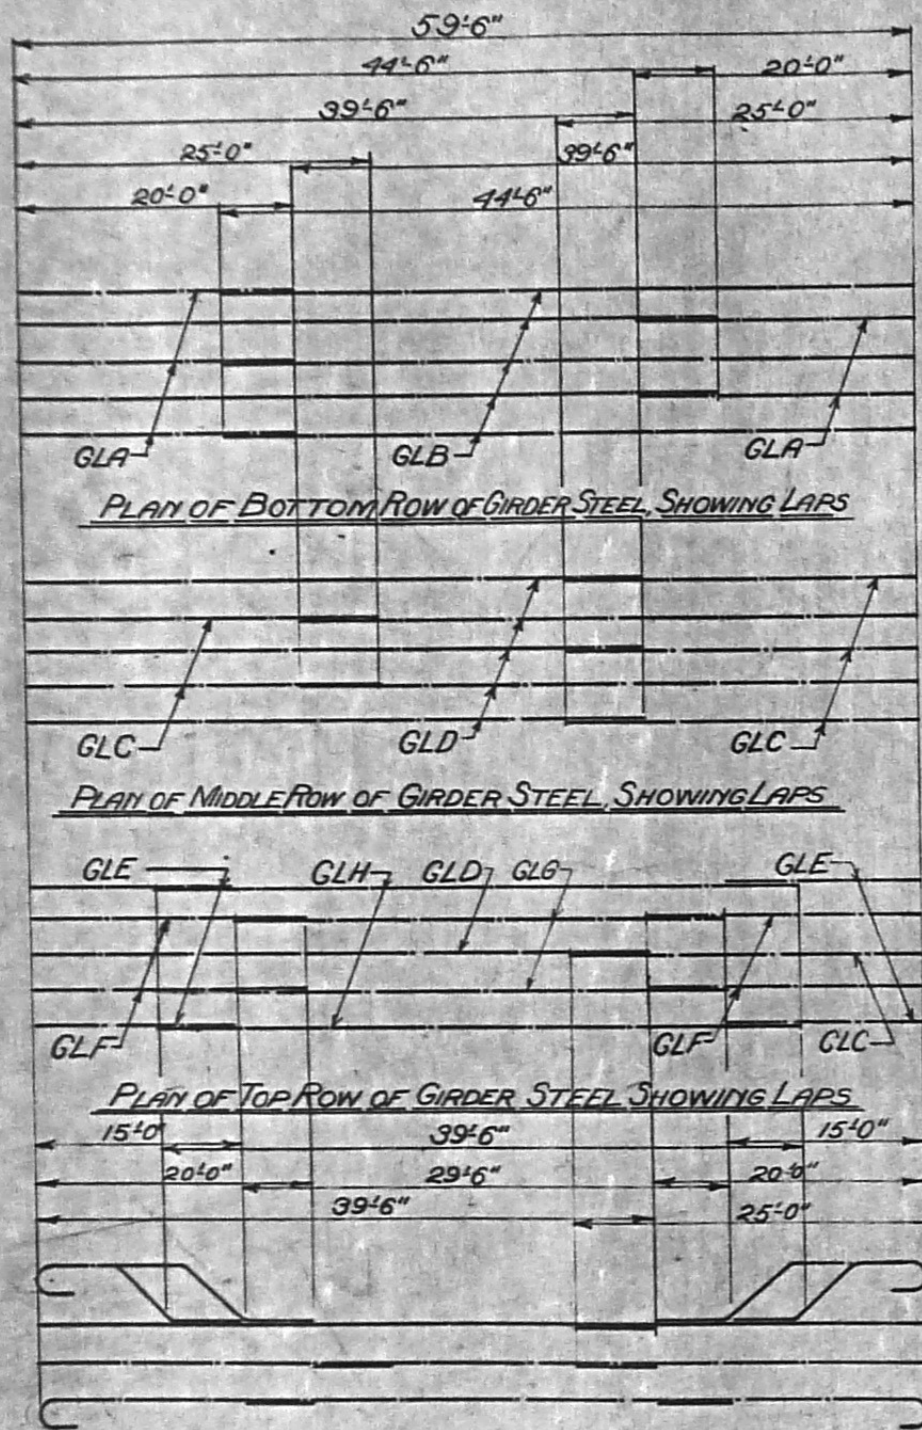 59'-6"
44'-6" 20'-0"
39'-6" 25'-0"
25'-0" 39'-6"
20'-0" 44'-6"
GLA GLB GLA
PLAN OF BOTTOM ROW OF GIRDER STEEL, SHOWING LAPS
GLC GLD GLC
PLAN OF MIDDLE ROW OF GIRDER STEEL, SHOWING LAPS
GLE GLH GLD GLG GLE
GLF GLF GLC
PLAN OF TOP ROW OF GIRDER STEEL SHOWING LAPS
15'-0" 39'-6" 15'-0"
20'-0" 29'-6" 20'-0"
39'-6" 25'-0"